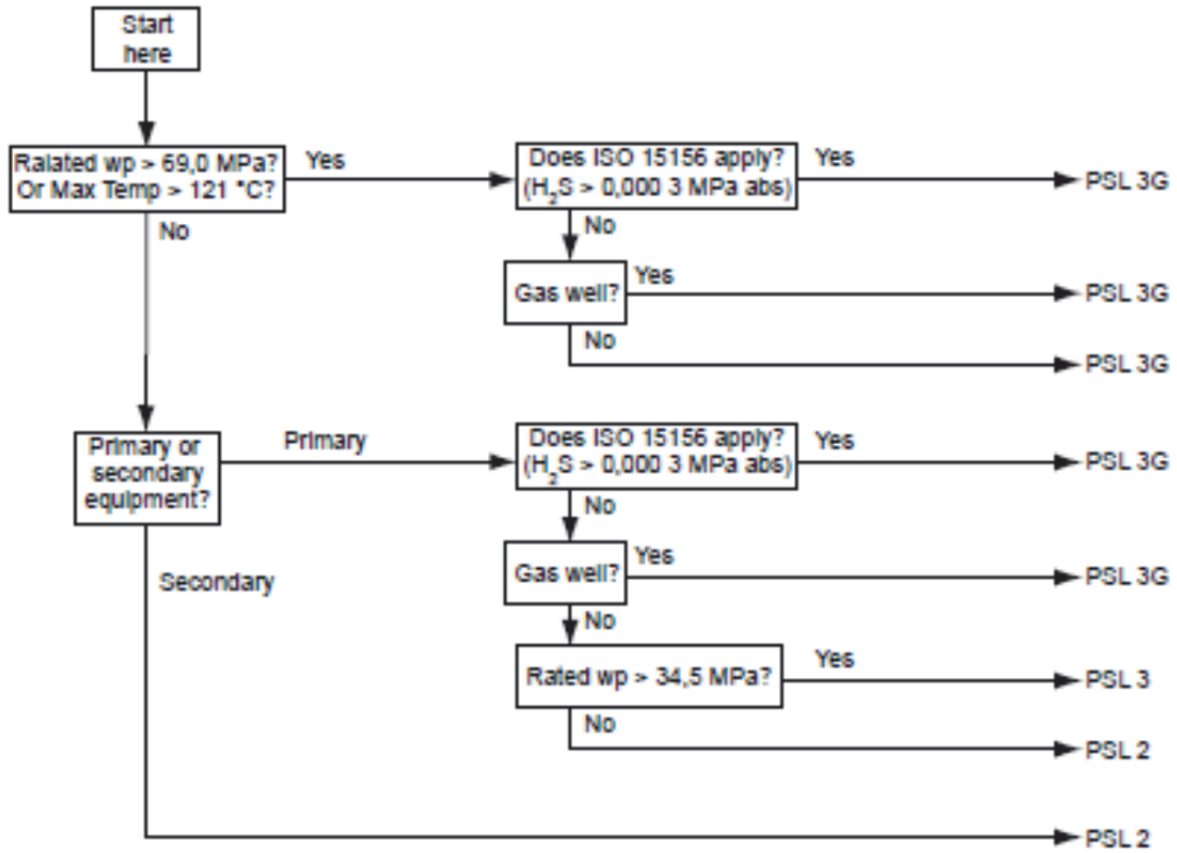 Start
here
Ralated wp > 69,0 MPa?
Or Max Temp > 121 °C?
Yes
No
Does ISO 15156 apply?
(H₂S > 0,000 3 MPa abs)
Yes
PSL 3G
No
Gas well?
Yes
PSL 3G
No
PSL 3G
Primary or
secondary
equipment?
Primary
Secondary
Does ISO 15156 apply?
(H₂S > 0,000 3 MPa abs)
Yes
PSL 3G
No
Gas well?
Yes
PSL 3G
No
Rated wp > 34,5 MPa?
Yes
PSL 3
No
PSL 2
PSL 2